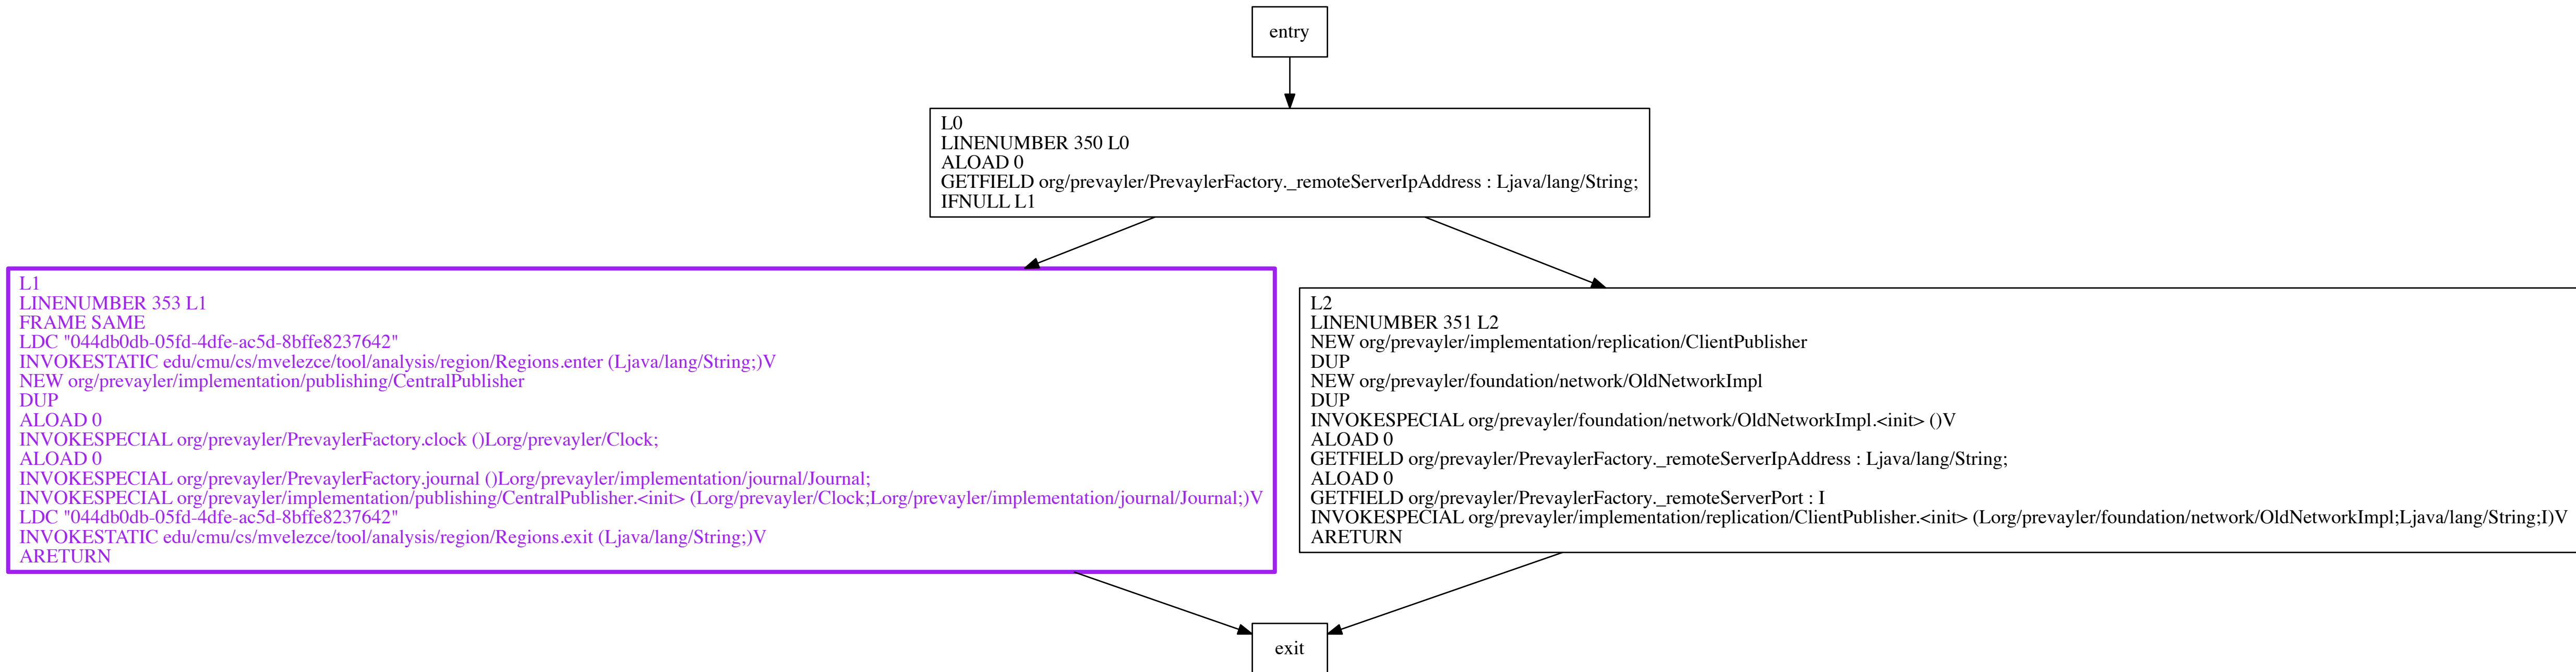 entry
L0
LINENUMBER 350 L0
ALOAD 0
GETFIELD org/prevayler/PrevaylerFactory._remoteServerIpAddress : Ljava/lang/String;
IFNULL L1
L1
LINENUMBER 353 L1
FRAME SAME
LDC "044db0db-05fd-4dfe-ac5d-8bffe8237642"
INVOKESTATIC edu/cmu/cs/mvelezce/tool/analysis/region/Regions.enter (Ljava/lang/String;)V
NEW org/prevayler/implementation/publishing/CentralPublisher
DUP
ALOAD 0
INVOKESPECIAL org/prevayler/PrevaylerFactory.clock ()Lorg/prevayler/Clock;
ALOAD 0
INVOKESPECIAL org/prevayler/PrevaylerFactory.journal ()Lorg/prevayler/implementation/journal/Journal;
INVOKESPECIAL org/prevayler/implementation/publishing/CentralPublisher.<init> (Lorg/prevayler/Clock;Lorg/prevayler/implementation/journal/Journal;)V
LDC "044db0db-05fd-4dfe-ac5d-8bffe8237642"
INVOKESTATIC edu/cmu/cs/mvelezce/tool/analysis/region/Regions.exit (Ljava/lang/String;)V
ARETURN
L2
LINENUMBER 351 L2
NEW org/prevayler/implementation/replication/ClientPublisher
DUP
NEW org/prevayler/foundation/network/OldNetworkImpl
DUP
INVOKESPECIAL org/prevayler/foundation/network/OldNetworkImpl.<init> ()V
ALOAD 0
GETFIELD org/prevayler/PrevaylerFactory._remoteServerIpAddress : Ljava/lang/String;
ALOAD 0
GETFIELD org/prevayler/PrevaylerFactory._remoteServerPort : I
INVOKESPECIAL org/prevayler/implementation/replication/ClientPublisher.<init> (Lorg/prevayler/foundation/network/OldNetworkImpl;Ljava/lang/String;I)V
ARETURN
exit